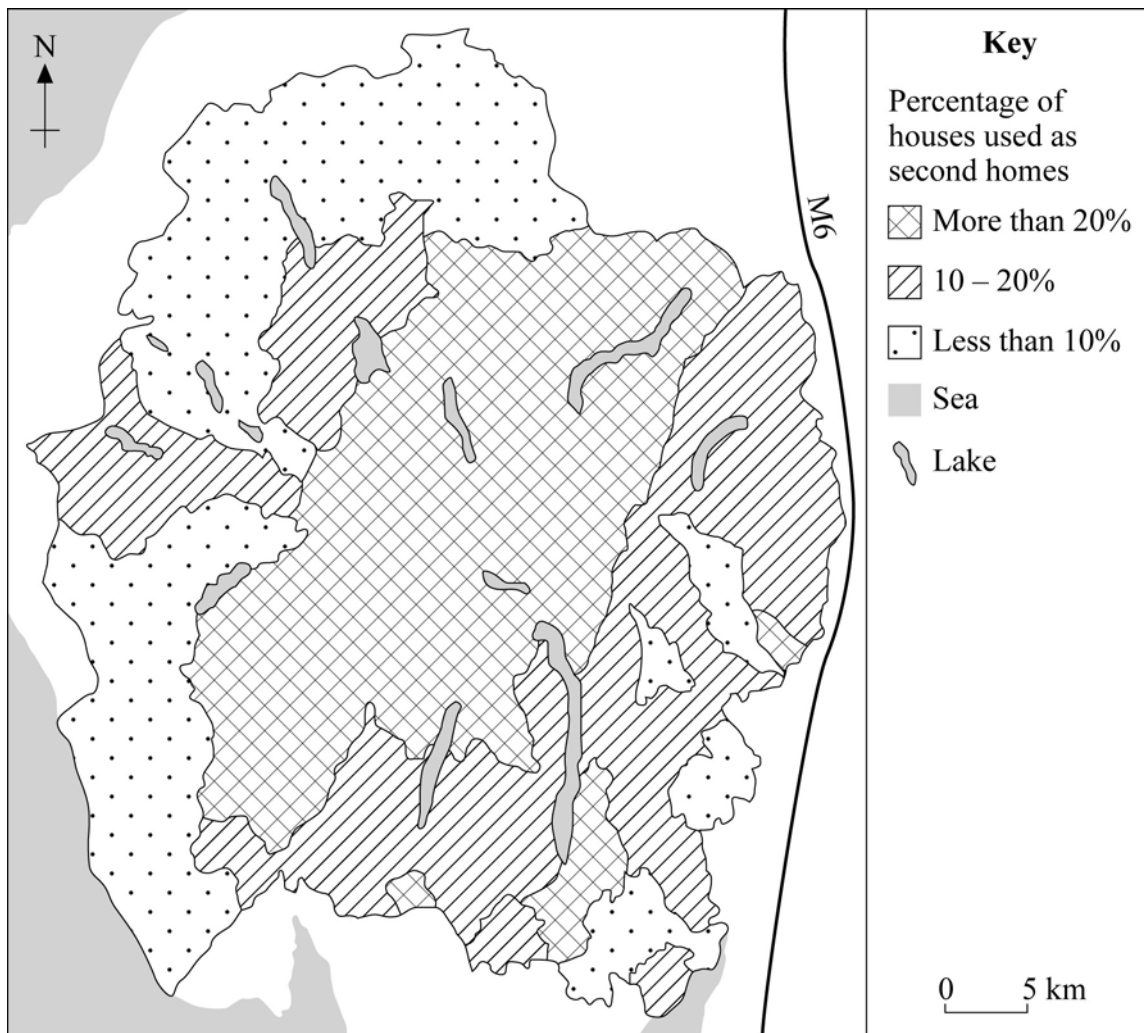 N
M6
Key
Percentage of
houses used as
second homes
More than 20%
10 – 20%
Less than 10%
Sea
Lake
0 5 km